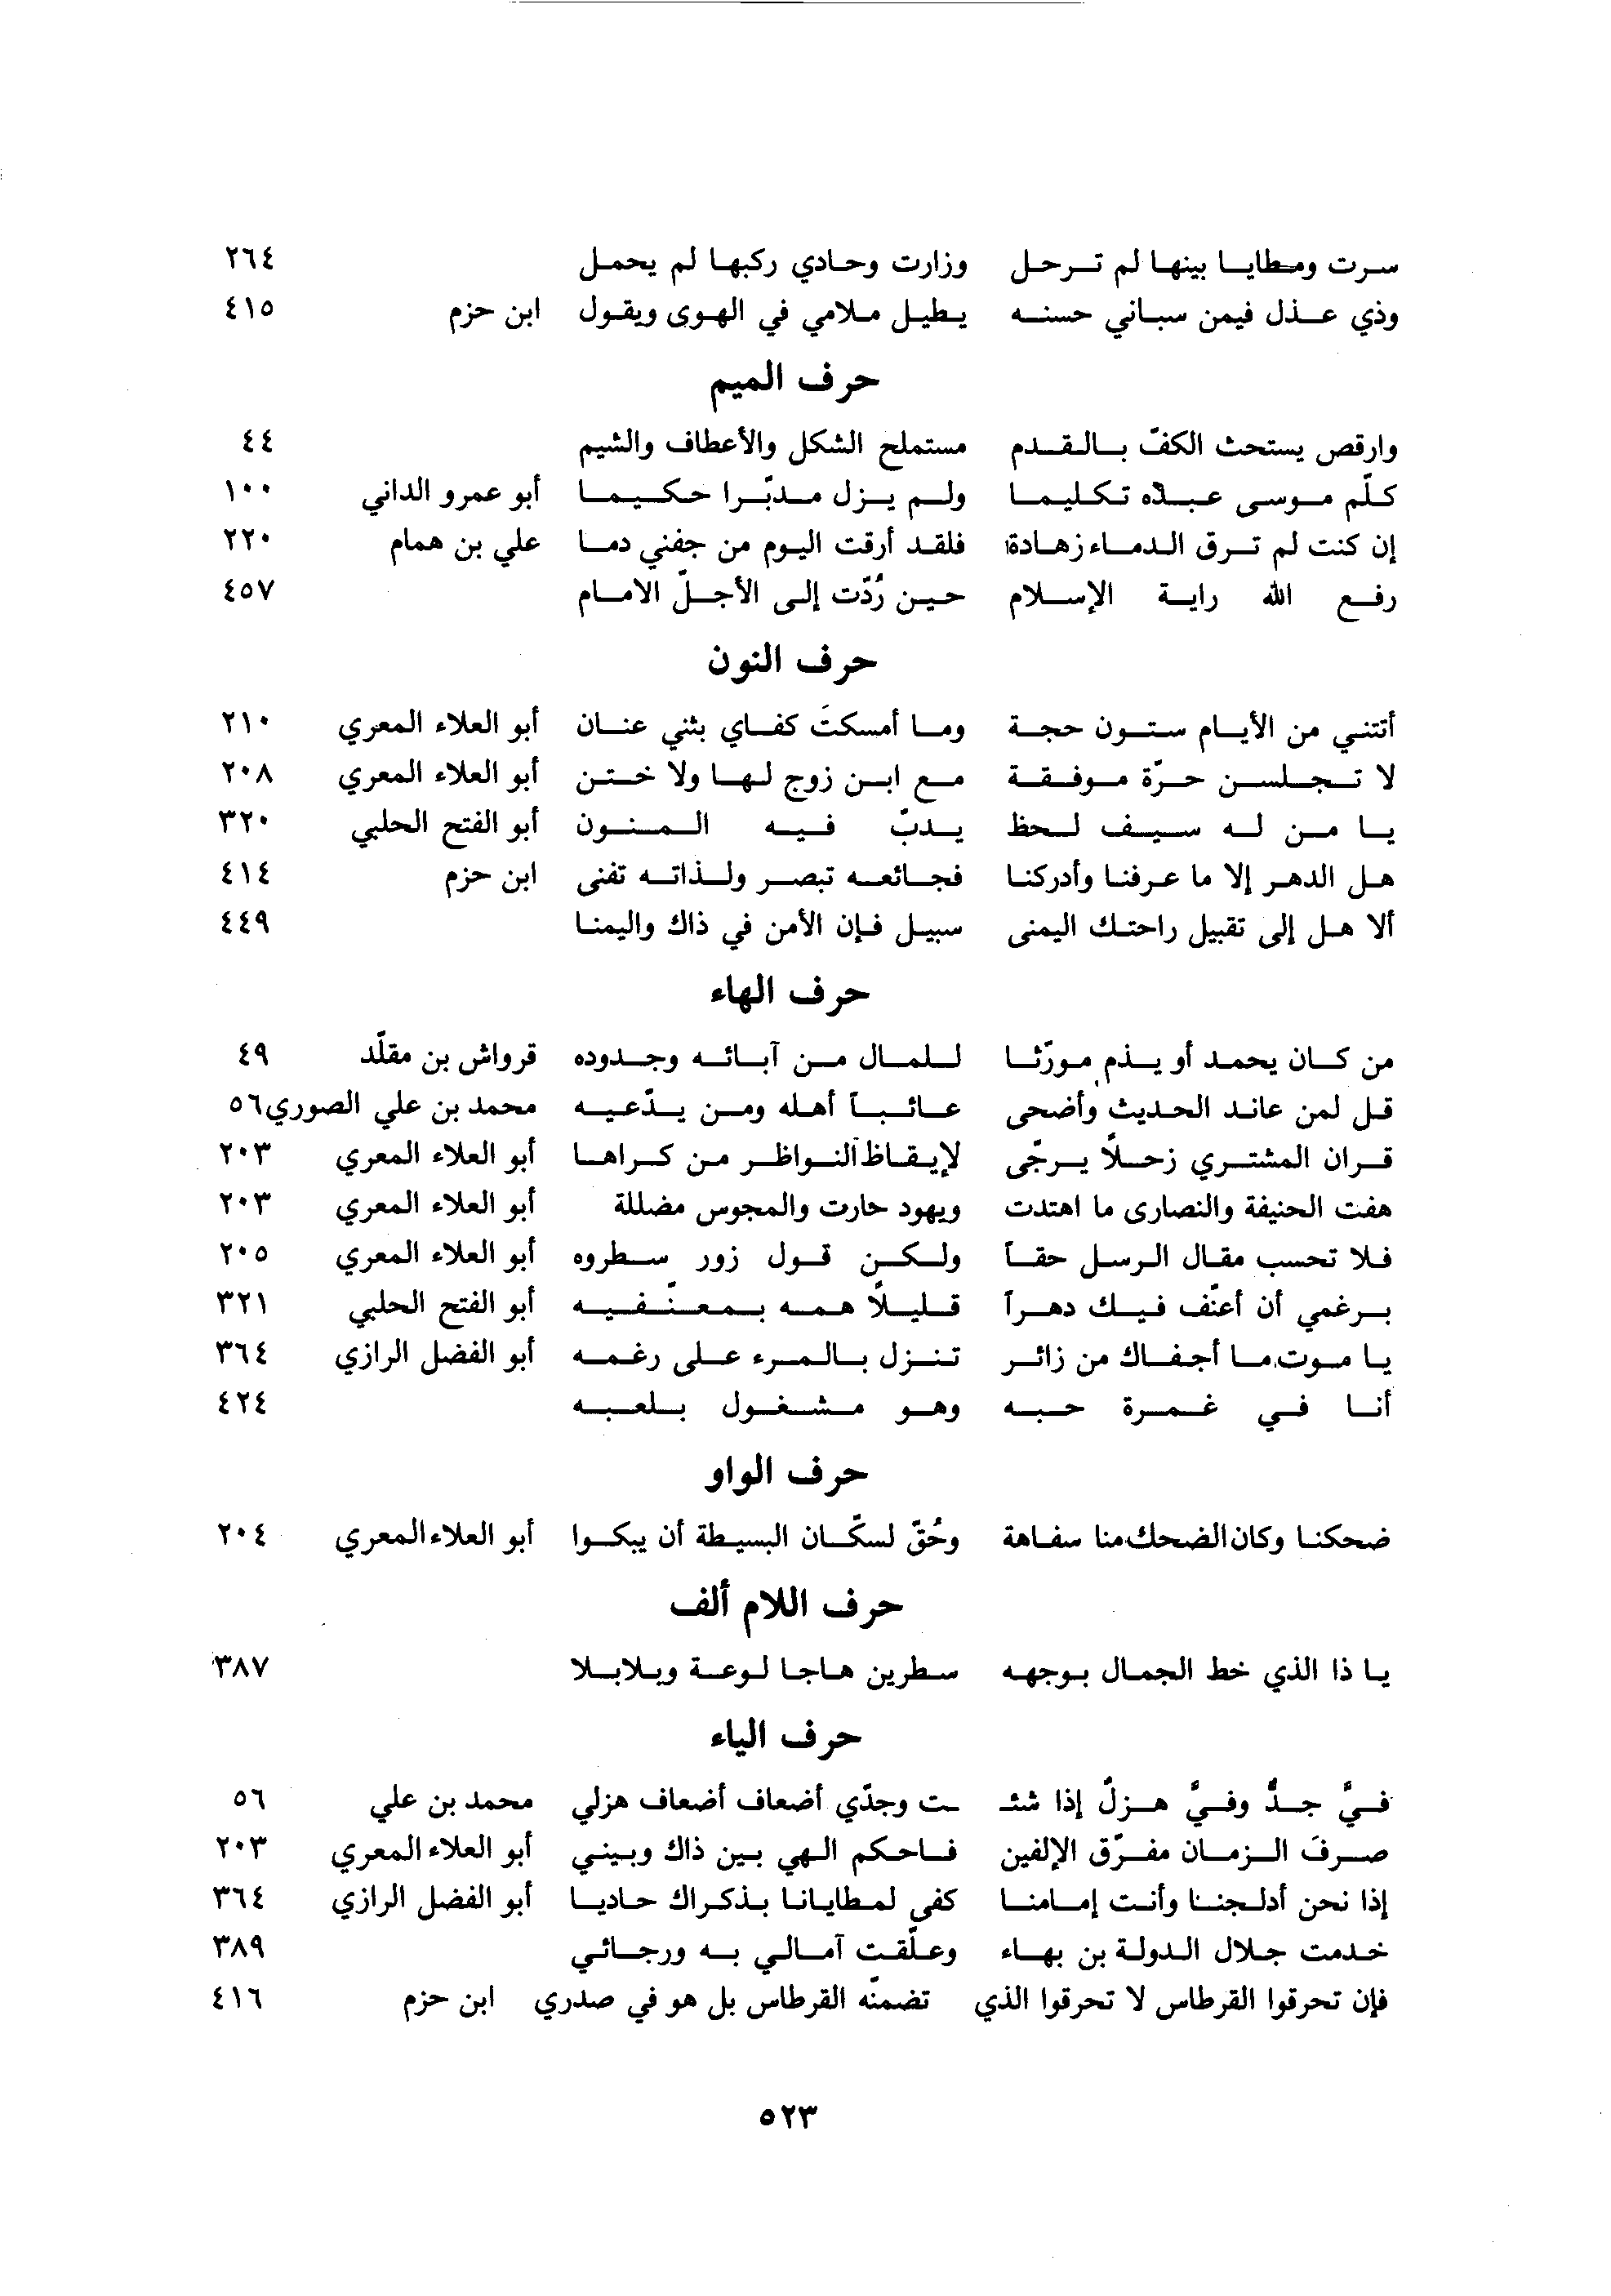 سرت ومطايا بينها لم ترحل وزارت وحادي ركبها لم يحمل ٢٦٤
وذي عذل فيمن سباني حسنه يطيل ملامي في الهوى ويقول ابن حزم ٤١٥
حرف الميم
وارقص يستحث الكفّ بالقدم مستملح الشكل والأعطاف والشيم ٤٤
كلّم موسى عبده تكليما ولم يزل مدبّرا حكيما أبو عمرو الداني ١٠٠
إن كنت لم ترق الدماء زهادة فلقد أرقت اليوم من جفني دما علي بن همام ٢٢٠
رفع الله راية الإسلام حين رُدّت إلى الأجلّ الامام ٤٥٧
حرف النون
أتتني من الأيام ستون حجة وما أمسكتَ كفاي بثني عنان أبو العلاء المعري ٢١٠
لا تجلسن حرّة موفقة مع ابن زوج لها ولا ختن أبو العلاء المعري ٢٠٨
يا من له سيف لحظ يدبّ فيه المنون أبو الفتح الحلبي ٣٢٠
هل الدهر إلا ما عرفنا وأدركنا فجائعه تبصر ولذاته تفنى ابن حزم ٤١٤
ألا هل إلى تقبيل راحتك اليمنى سبيل فإن الأمن في ذاك واليمنا ٤٤٩
حرف الهاء
من كان يحمد أو يذم مورّثا للمال من آبائه وجدوده قرواش بن مقلّد ٤٩
قل لمن عاند الحديث وأضحى عائباً أهله ومن يدّعيه محمد بن علي الصوري ٥٦
قران المشتري زحلاً يرجّى لإيقاظ النواظر من كراها أبو العلاء المعري ٢٠٣
هفت الحنيفة والنصارى ما اهتدت ويهود حارت والمجوس مضللة أبو العلاء المعري ٢٠٣
فلا تحسب مقال الرسل حقاً ولكن قول زور سطروه أبو العلاء المعري ٢٠٥
برغمي أن أعنّف فيك دهراً قليلاً همه بمعنّفيه أبو الفتح الحلبي ٣٢١
يا موت ما أجفاك من زائر تنزل بالمرء على رغمه أبو الفضل الرازي ٣٦٤
أنا في غمرة حبه وهو مشغول بلعبه ٤٢٤
حرف الواو
ضحكنا وكان الضحك منا سفاهة وحُقّ لسكّان البسيطة أن يبكوا أبو العلاء المعري ٢٠٤
حرف اللام ألف
يا ذا الذي خط الجمال بوجهه سطرين هاجا لوعة وبلابلا ٣٨٧
حرف الياء
فيَّ جدٌّ وفيَّ هزلٌ إذا شئـ ـت وجدّي أضعاف أضعاف هزلي محمد بن علي ٥٦
صرفَ الزمان مفرّق الإلفين فاحكم الهي بين ذاك وبيني أبو العلاء المعري ٢٠٣
إذا نحن أدلجنا وأنت إمامنا كفى لمطايانا بذكراك حاديا أبو الفضل الرازي ٣٦٤
خدمت جلال الدولة بن بهاء وعلّقت آمالي به ورجائي ٣٨٩
فإن تحرقوا القرطاس لا تحرقوا الذي تضمنّه القرطاس بل هو في صدري ابن حزم ٤١٦
٥٢٣